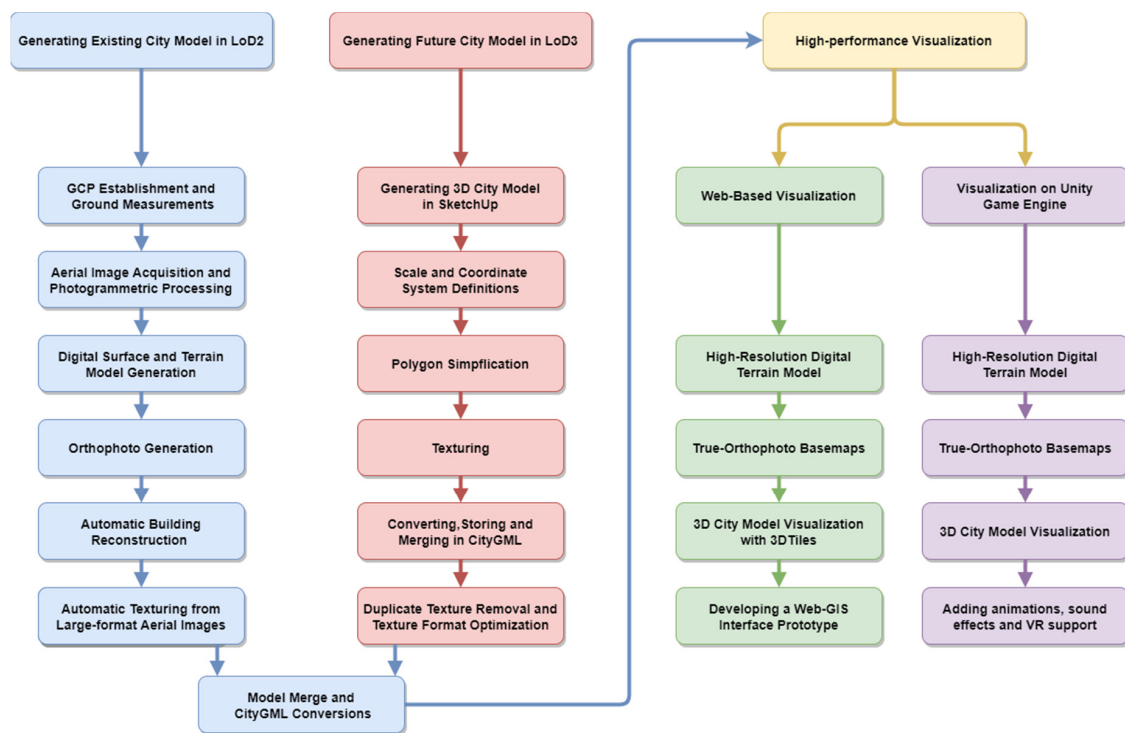 Generating Existing City Model in LoD2
GCP Establishment and
Ground Measurements
Aerial Image Acquisition and
Photogrammetric Processing
Digital Surface and Terrain
Model Generation
Orthophoto Generation
Automatic Building
Reconstruction
Automatic Texturing from
Large-format Aerial Images
Generating Future City Model in LoD3
Generating 3D City Model
in SketchUp
Scale and Coordinate
System Definitions
Polygon Simpflication
Texturing
Converting,Storing and
Merging in CityGML
Duplicate Texture Removal and
Texture Format Optimization
Model Merge and
CityGML Conversions
High-performance Visualization
Web-Based Visualization
High-Resolution Digital
Terrain Model
True-Orthophoto Basemaps
3D City Model Visualization
with 3DTiles
Developing a Web-GIS
Interface Prototype
Visualization on Unity
Game Engine
High-Resolution Digital
Terrain Model
True-Orthophoto Basemaps
3D City Model Visualization
Adding animations, sound
effects and VR support